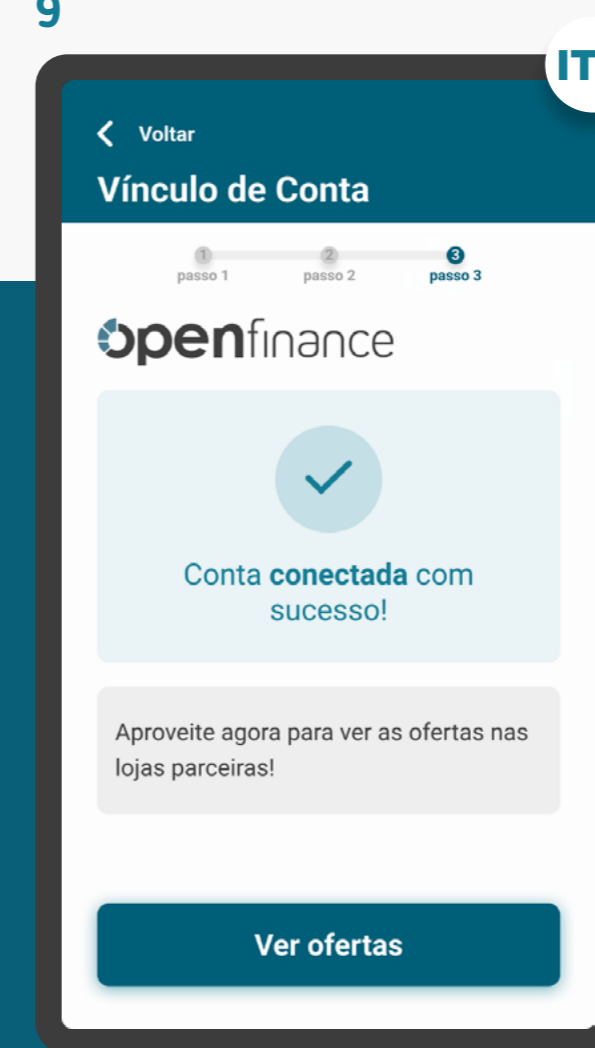 9
IT
Voltar
Vínculo de Conta
1 2 3
passo 1 passo 2 passo 3
openfinance
Conta conectada com
sucesso!
Aproveite agora para ver as ofertas nas
lojas parceiras!
Ver ofertas